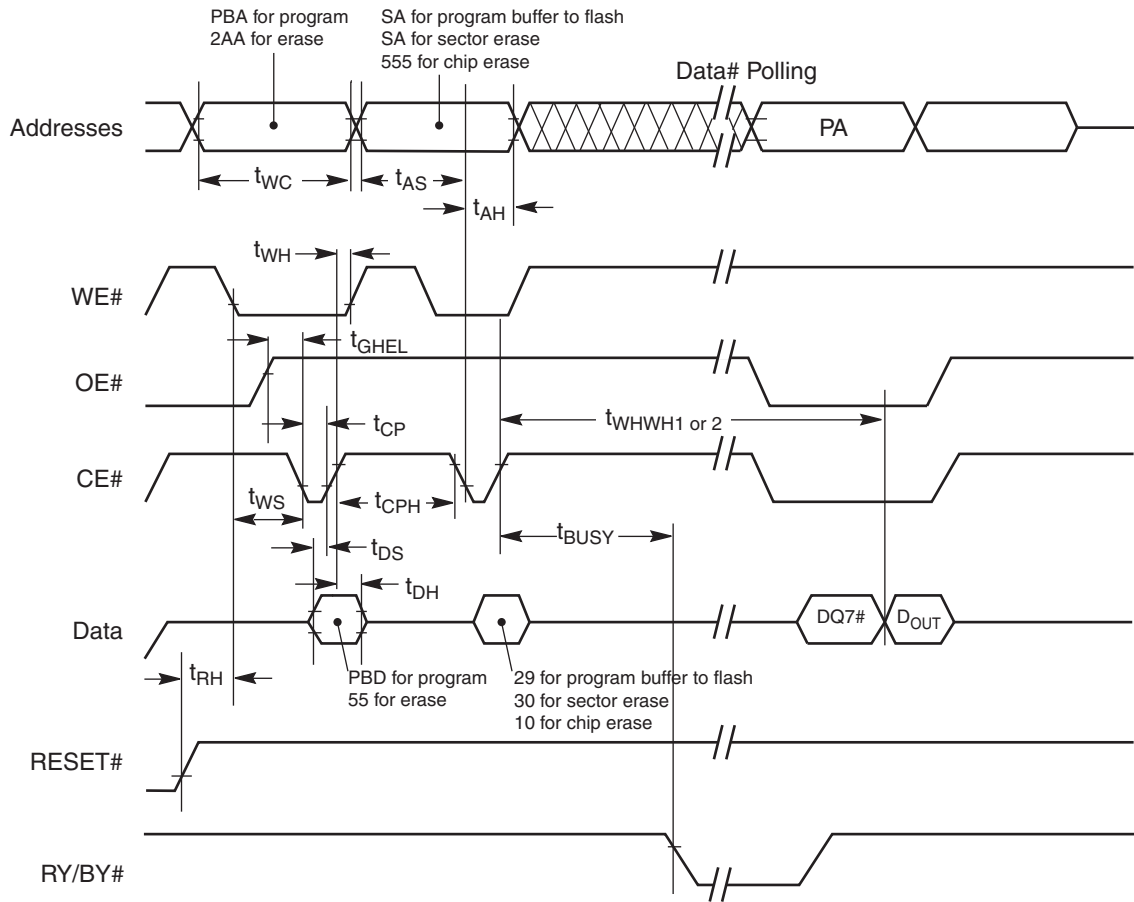 PBA for program
2AA for erase
SA for program buffer to flash
SA for sector erase
555 for chip erase
Data# Polling
Addresses
PA
tWC
tAS
tAH
tWH
WE#
tGHEL
OE#
tWHWH1 or 2
tCP
CE#
tWS
tCPH
tBUSY
tDS
tDH
Data
DQ7#
DOUT
tRH
PBD for program
55 for erase
29 for program buffer to flash
30 for sector erase
10 for chip erase
RESET#
RY/BY#